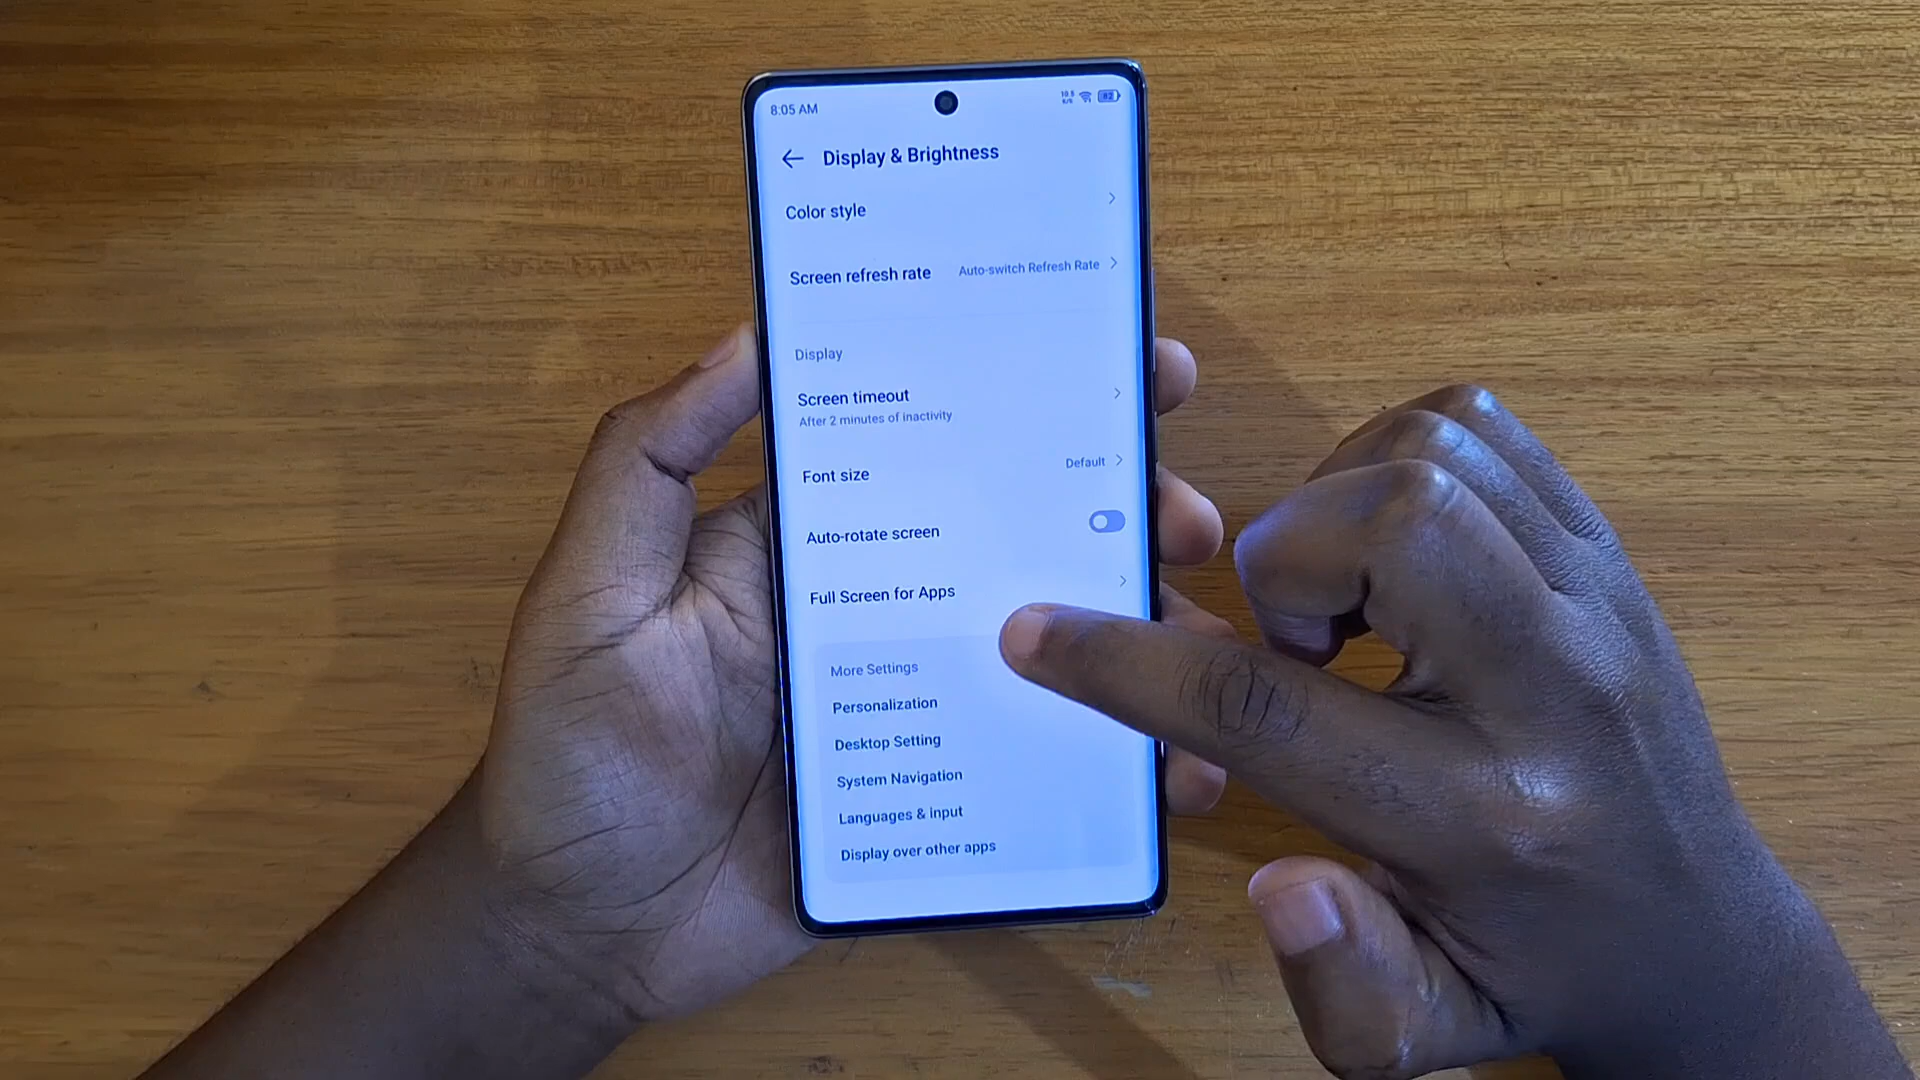 8:05 AM
82
Display & Brightness
Color style
Screen refresh rate Auto-switch Refresh Rate
Display
Screen timeout
After 2 minutes of inactivity
Font size Default
Auto-rotate screen
Full Screen for Apps
More Settings
Personalization
Desktop Setting
System Navigation
Languages & input
Display over other apps